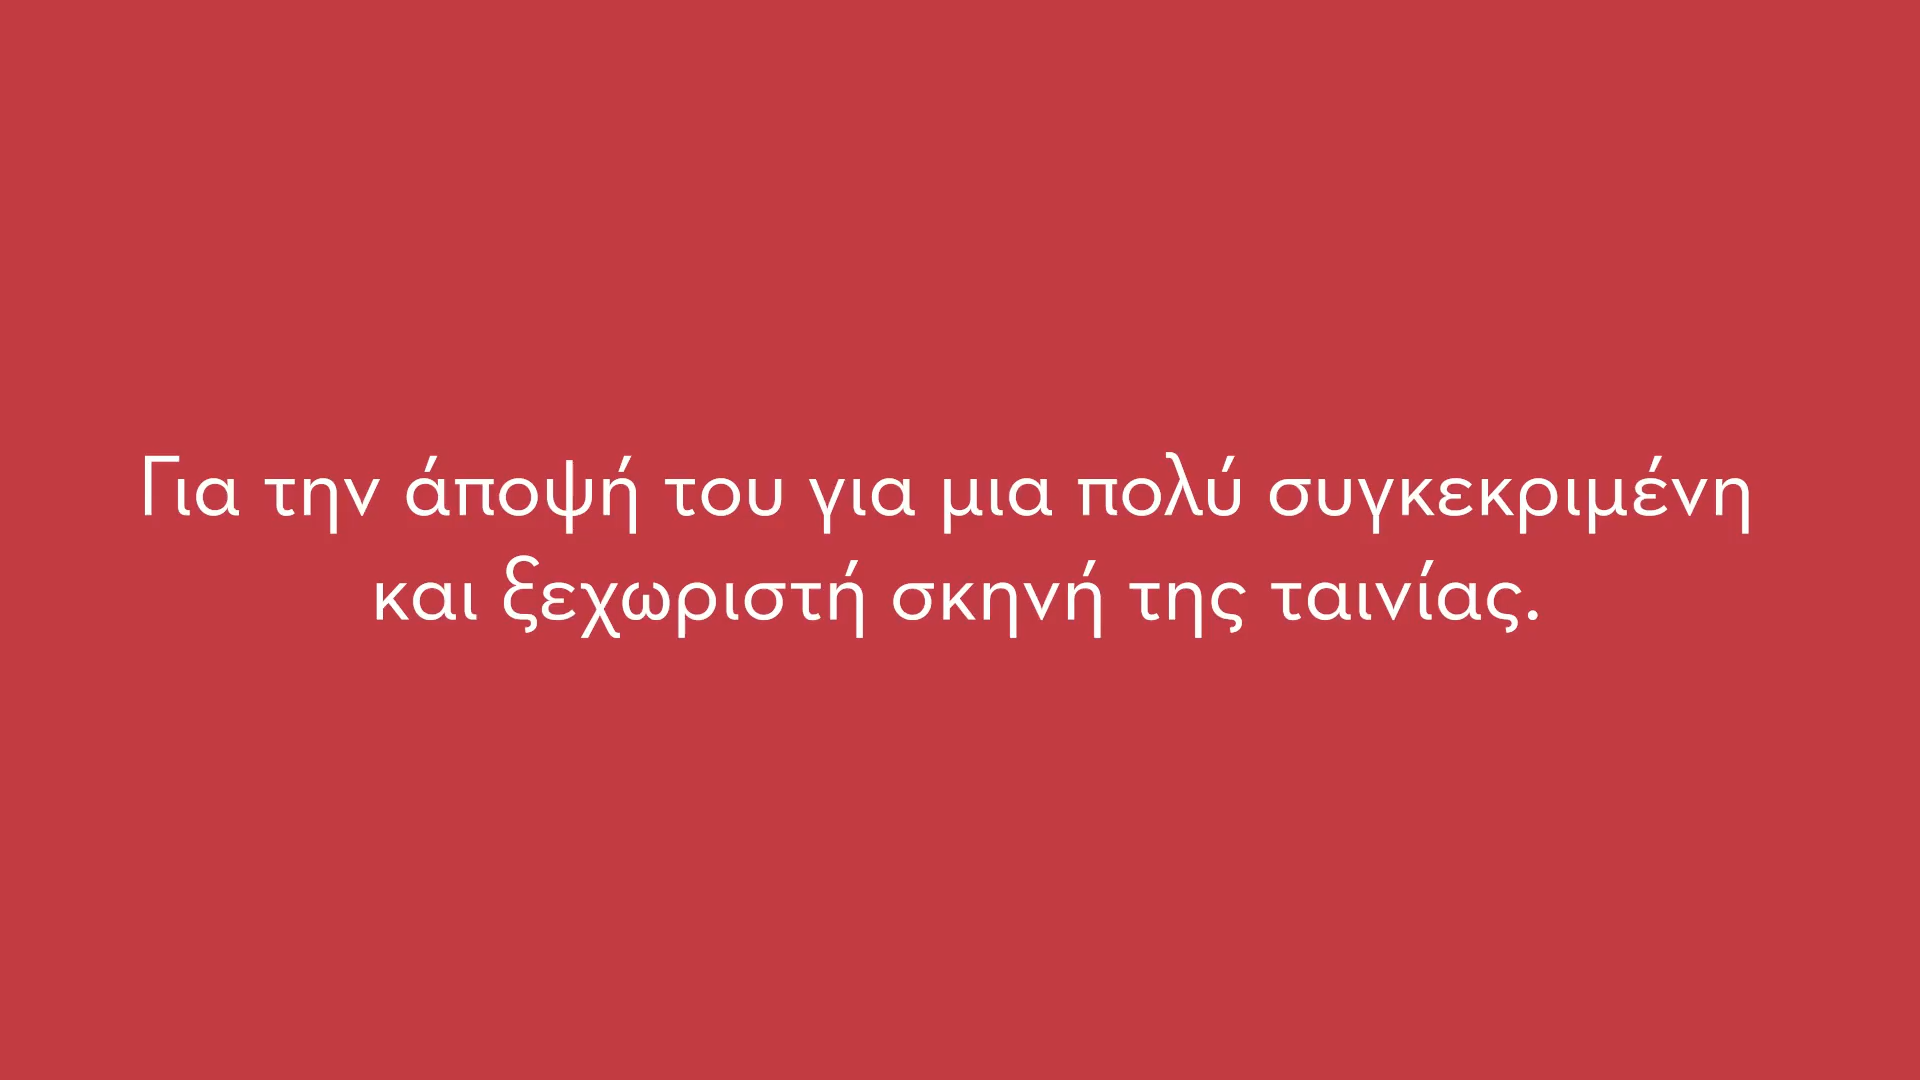 Για την άποψή του για μια πολύ συγκεκριμένη
και ξεχωριστή σκηνή της ταινίας.